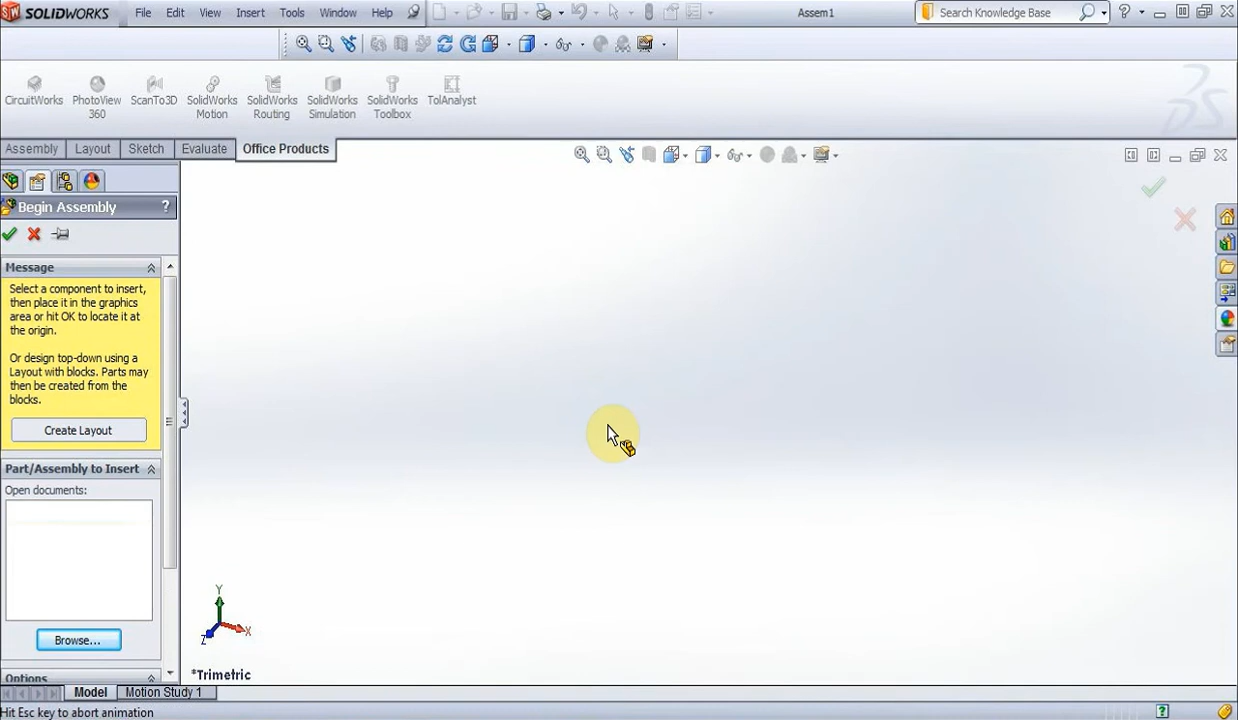 SOLIDWORKS File Edit View Insert Tools Window Help Assem1 Search Knowledge Base ?
CircuitWorks PhotoView 360 ScanTo3D SolidWorks Motion SolidWorks Routing SolidWorks Simulation SolidWorks Toolbox TolAnalyst
Assembly Layout Sketch Evaluate Office Products
Begin Assembly ?
Message
Select a component to insert,
then place it in the graphics
area or hit OK to locate it at
the origin.
Or design top-down using a
Layout with blocks. Parts may
then be created from the
blocks.
Create Layout
Part/Assembly to Insert
Open documents:
Browse...
Options
Y
X
Z
*Trimetric
Model Motion Study 1
Hit Esc key to abort animation ?